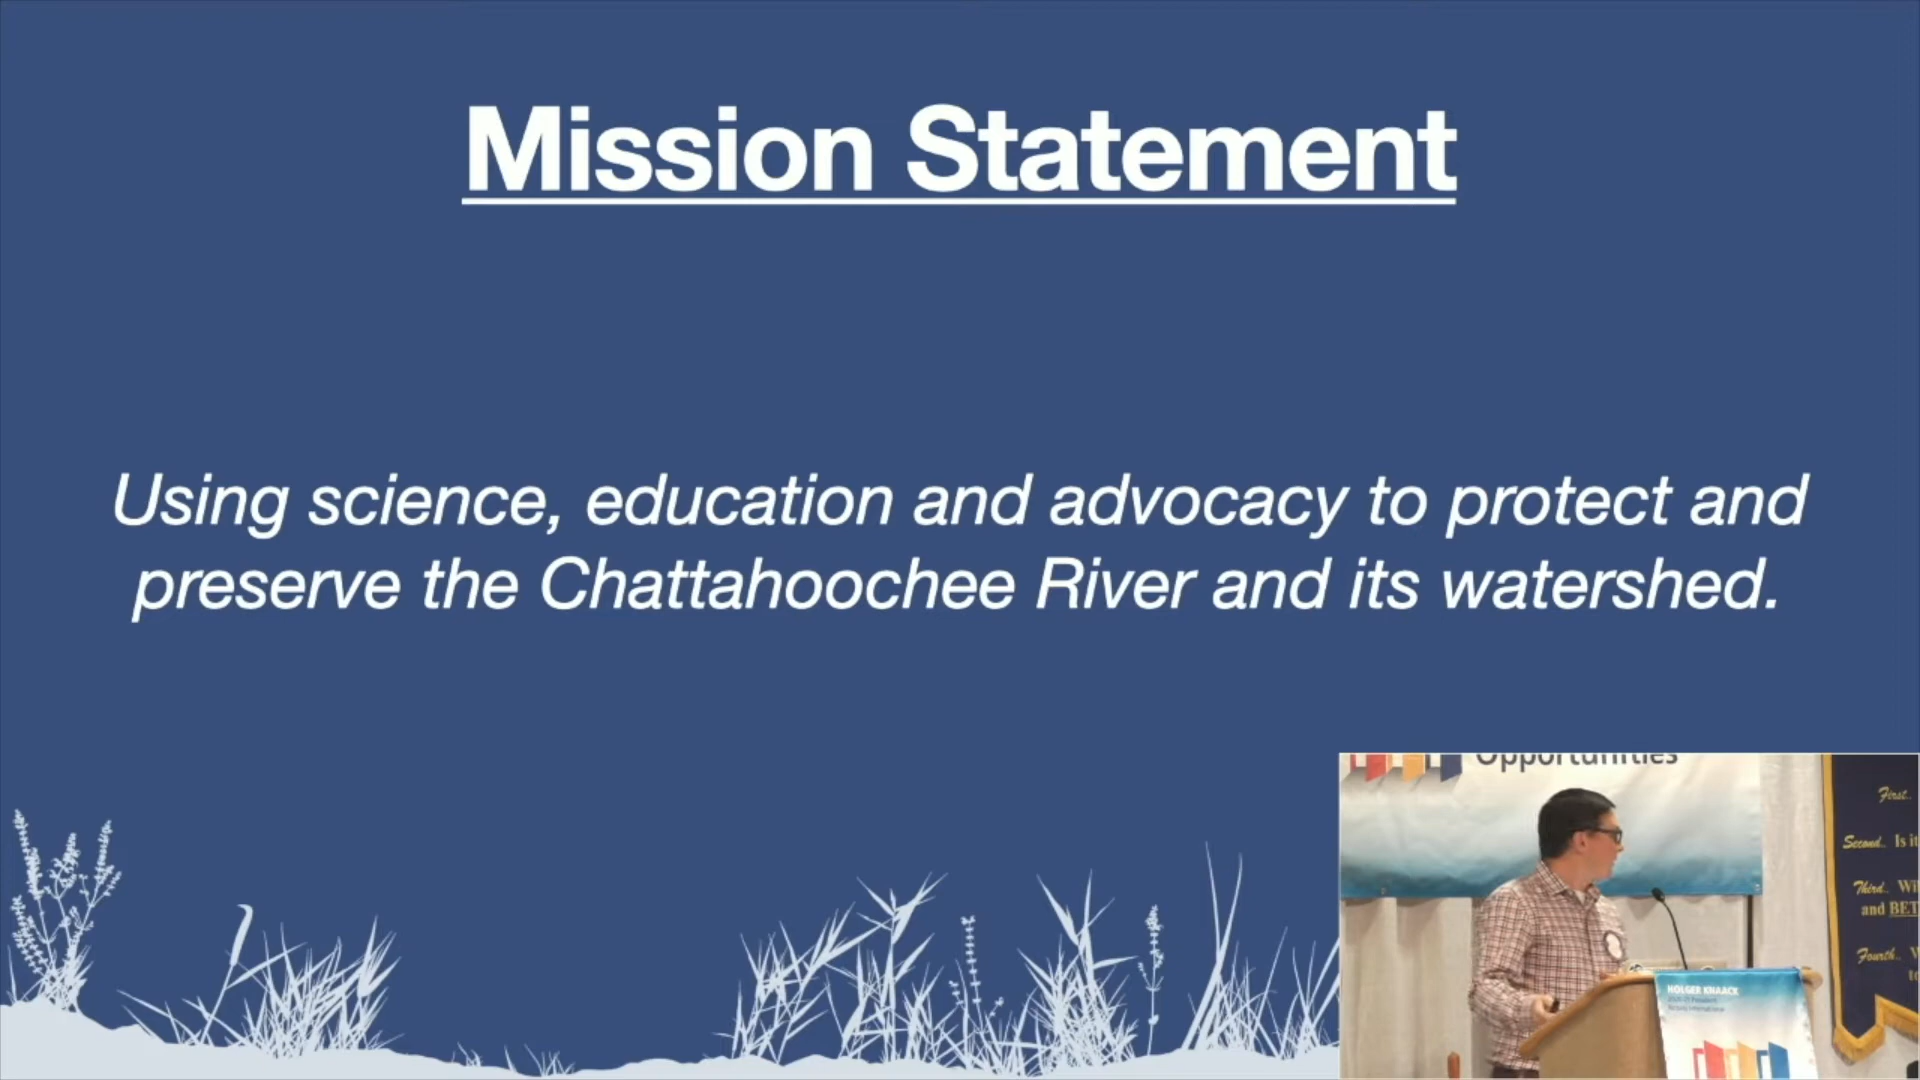 Mission Statement
Using science, education and advocacy to protect and
preserve the Chattahoochee River and its watershed.
Opportunities
First..
Second.. Is it
Third..
and BET
Fourth..
HOLGER KNAACK
2020-21 President
Rotary International